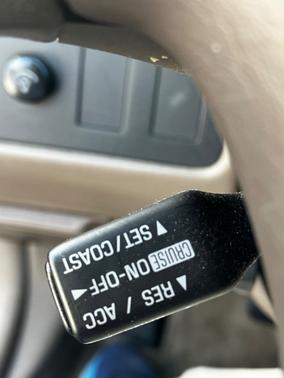 RES / ACC
CRUISE ON-OFF
SET/COAST